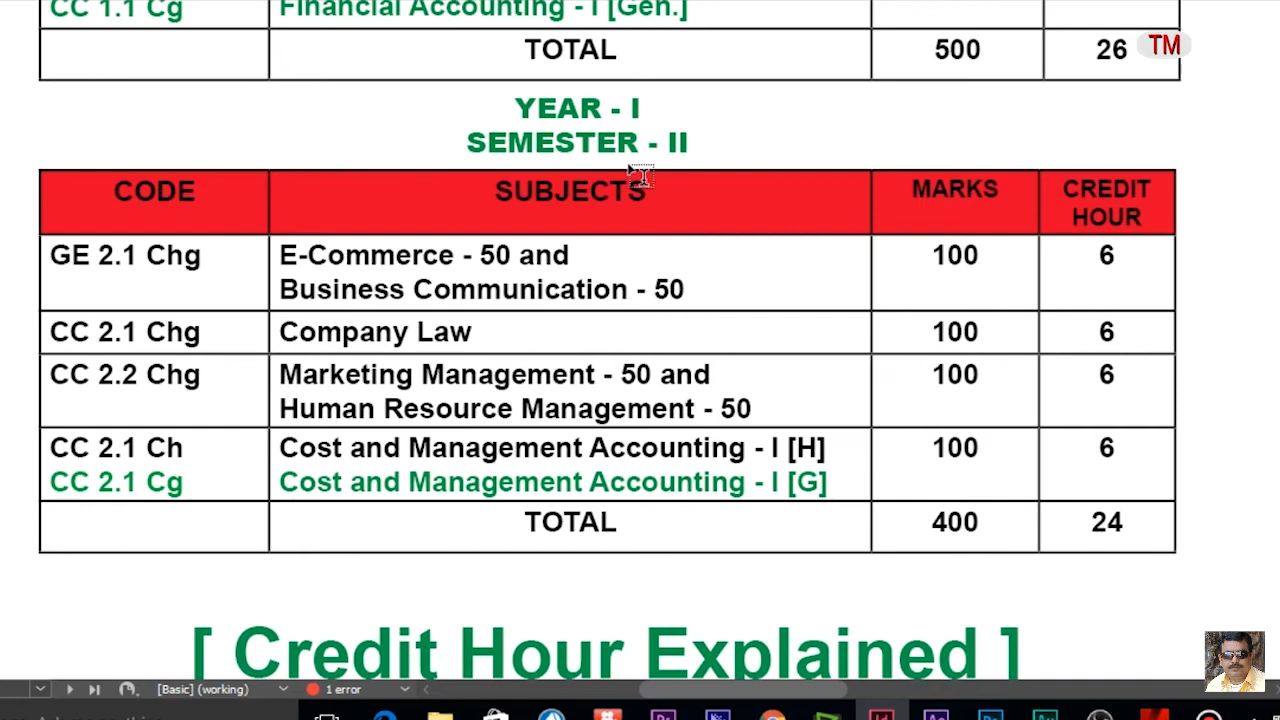 CC 1.1 Cg Financial Accounting - I [Gen.]
TOTAL 500 26
TM
YEAR - I
SEMESTER - II
CODE SUBJECTS MARKS CREDIT HOUR
GE 2.1 Chg E-Commerce - 50 and 100 6
Business Communication - 50
CC 2.1 Chg Company Law 100 6
CC 2.2 Chg Marketing Management - 50 and 100 6
Human Resource Management - 50
CC 2.1 Ch Cost and Management Accounting - I [H] 100 6
CC 2.1 Cg Cost and Management Accounting - I [G]
TOTAL 400 24
[ Credit Hour Explained ]
[Basic] (working) 1 error